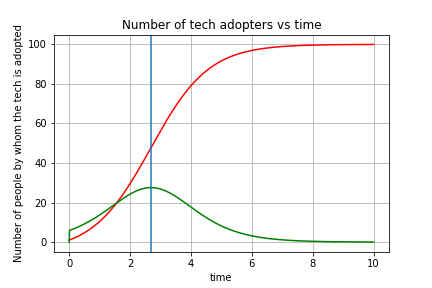 Number of tech adopters vs time
Number of people by whom the tech is adopted
100
80
60
40
20
0
0 2 4 6 8 10
time